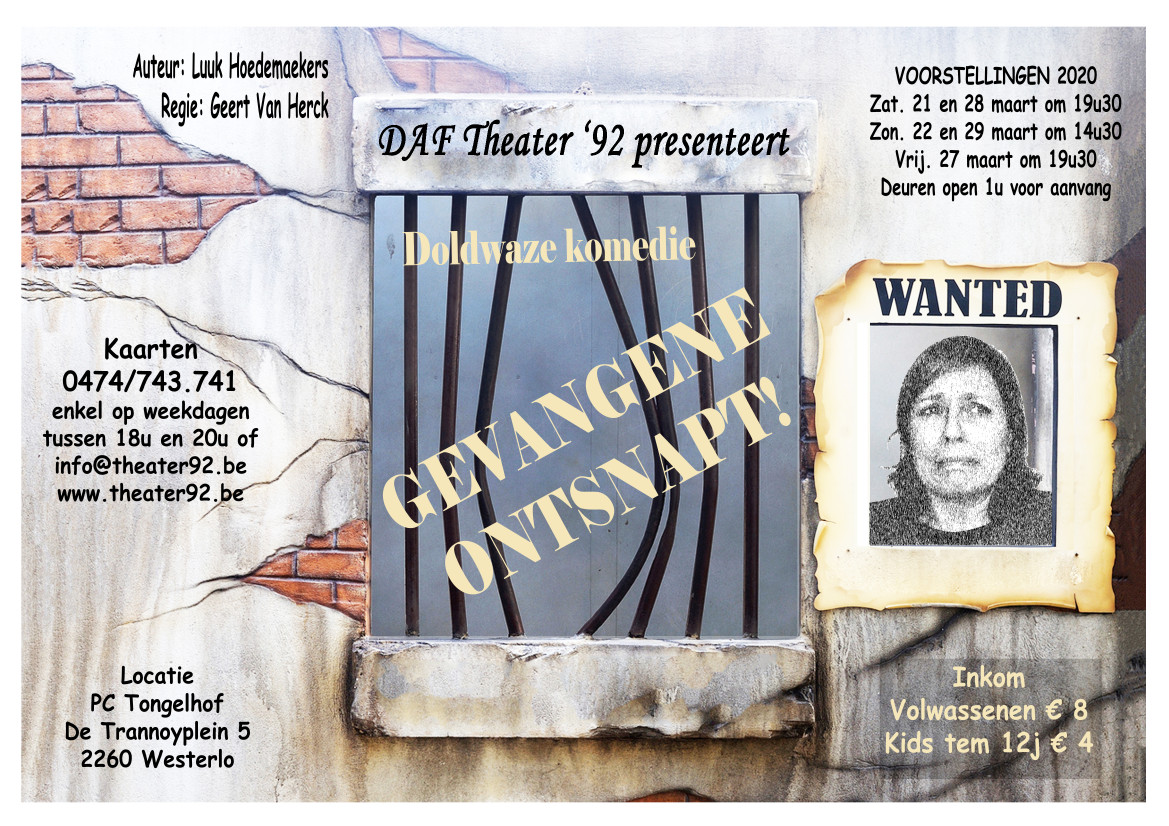 Auteur: Luuk Hoedemaekers
Regie: Geert Van Herck
DAF Theater ‘92 presenteert
VOORSTELLINGEN 2020
Zat. 21 en 28 maart om 19u30
Zon. 22 en 29 maart om 14u30
Vrij. 27 maart om 19u30
Deuren open 1u voor aanvang
Doldwaze komedie
GEVANGENE
ONTSNAPT!
WANTED
Kaarten
0474/743.741
enkel op weekdagen
tussen 18u en 20u of
info@theater92.be
www.theater92.be
Locatie
PC Tongelhof
De Trannoyplein 5
2260 Westerlo
Inkom
Volwassenen € 8
Kids tem 12j € 4